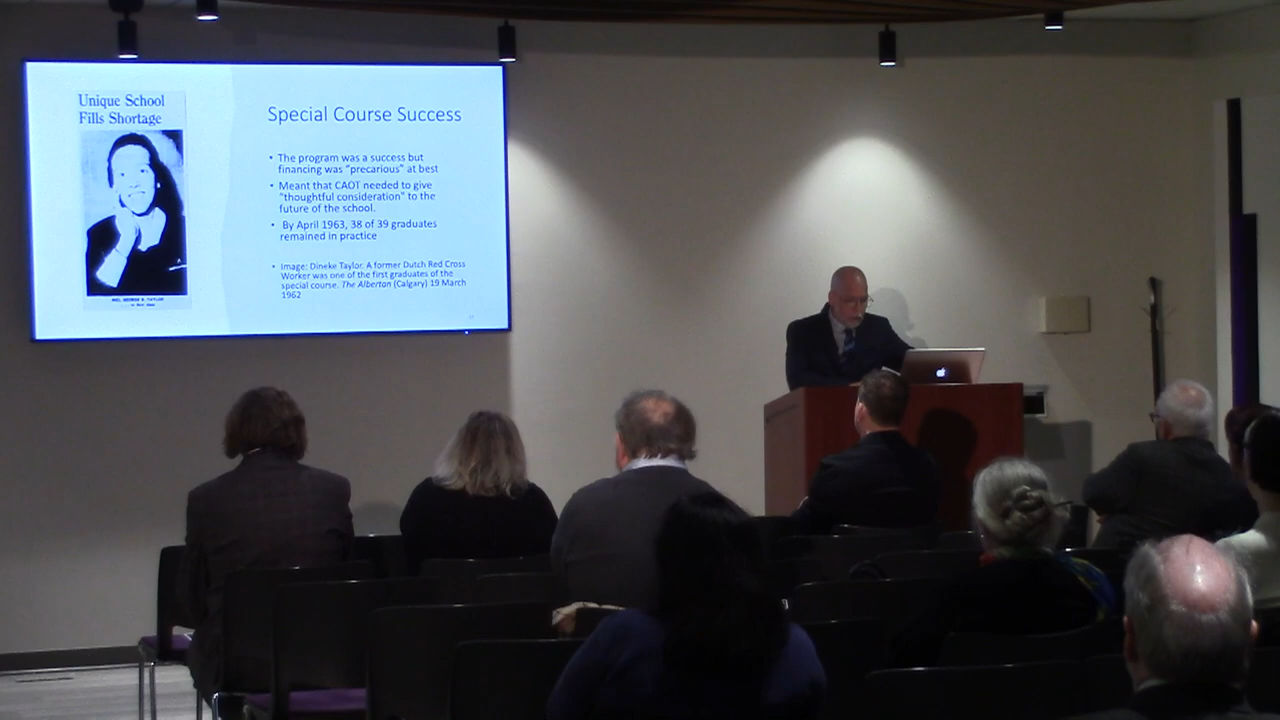 Unique School
Fills Shortage
Special Course Success
• The program was a success but
financing was "precarious" at best
• Meant that CAOT needed to give
"thoughtful consideration" to the
future of the school.
• By April 1963, 38 of 39 graduates
remained in practice
• Image: Dineke Taylor. A former Dutch Red Cross
Worker was one of the first graduates of the
special course. The Albertan (Calgary) 19 March
1962